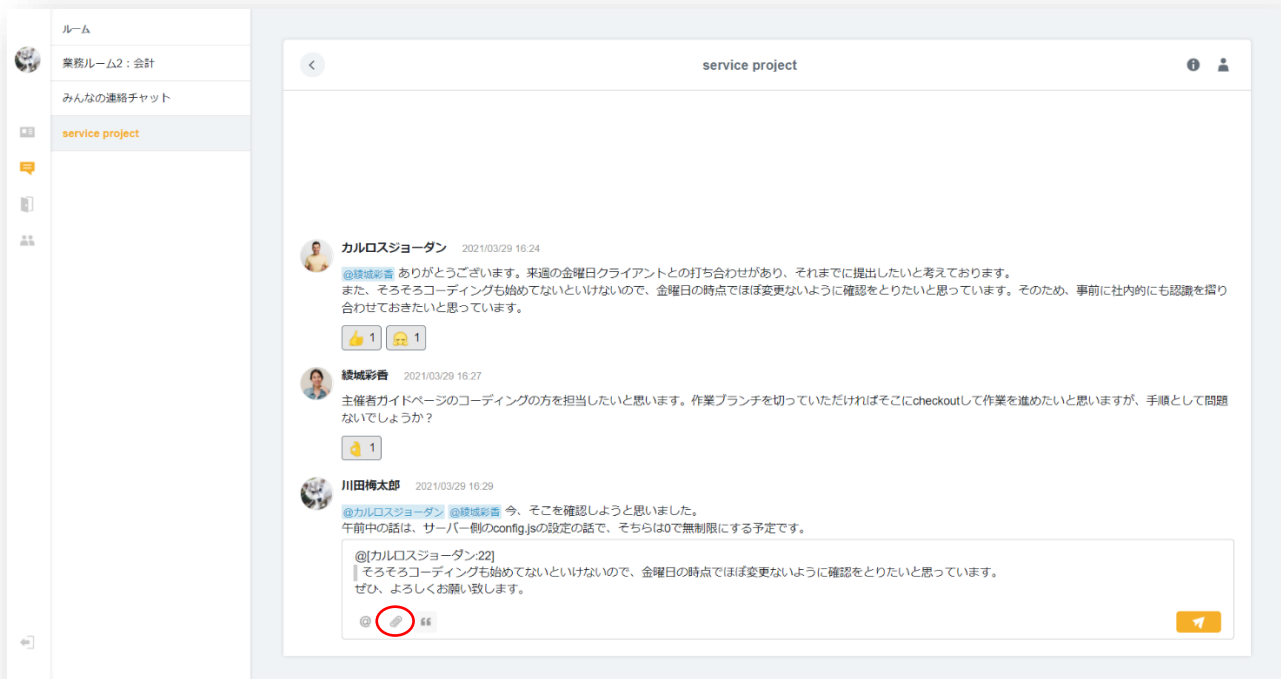 ルーム
業務ルーム2：会計
みんなの連絡チャット
service project
service project
カルロスジョーダン 2021/03/29 16:24
@綾城彩香 ありがとうございます。来週の金曜日クライアントとの打ち合わせがあり、それまでに提出したいと考えております。
また、そろそろコーディングも始めてないといけないので、金曜日の時点でほぼ変更ないように確認をとりたいと思っています。そのため、事前に社内的にも認識を摺り
合わせておきたいと思っています。
1 1
綾城彩香 2021/03/29 16:27
主催者ガイドページのコーディングの方を担当したいと思います。作業ブランチを切っていただければそこにcheckoutして作業を進めたいと思いますが、手順として問題
ないでしょうか？
1
川田梅太郎 2021/03/29 16:29
@カルロスジョーダン @綾城彩香 今、そこを確認しようと思いました。
午前中の話は、サーバー側のconfig.jsの設定の話で、そちらは0で無制限にする予定です。
@[カルロスジョーダン:22]
そろそろコーディングも始めてないといけないので、金曜日の時点でほぼ変更ないように確認をとりたいと思っています。
ぜひ、よろしくお願い致します。
@